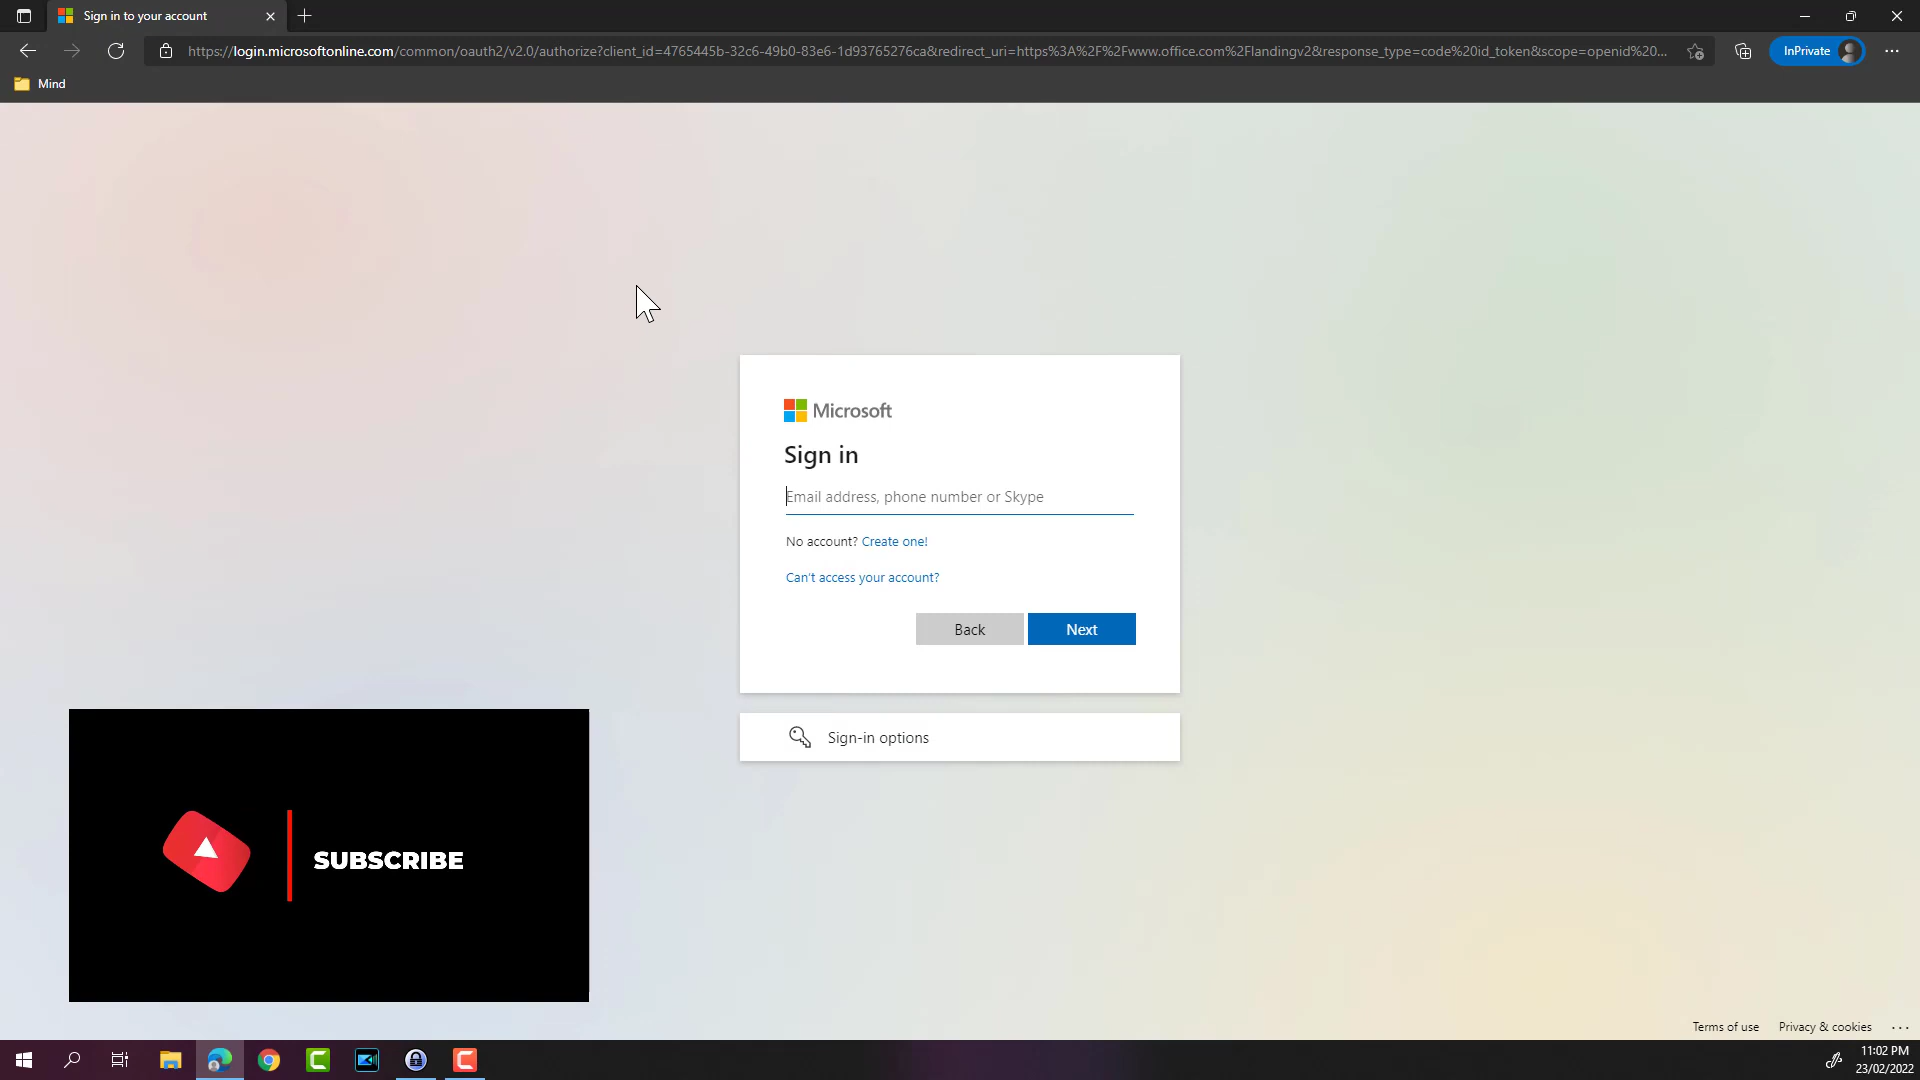 Sign in to your account
https://login.microsoftonline.com/common/oauth2/v2.0/authorize?client_id=4765445b-32c6-49b0-83e6-1d93765276ca&redirect_uri=https%3A%2F%2Fwww.office.com%2Flandingv2&response_type=code%20id_token&scope=openid%20...
InPrivate
Mind
Microsoft
Sign in
Email address, phone number or Skype
No account? Create one!
Can't access your account?
Back
Next
Sign-in options
SUBSCRIBE
Terms of use
Privacy & cookies
...
11:02 PM
23/02/2022